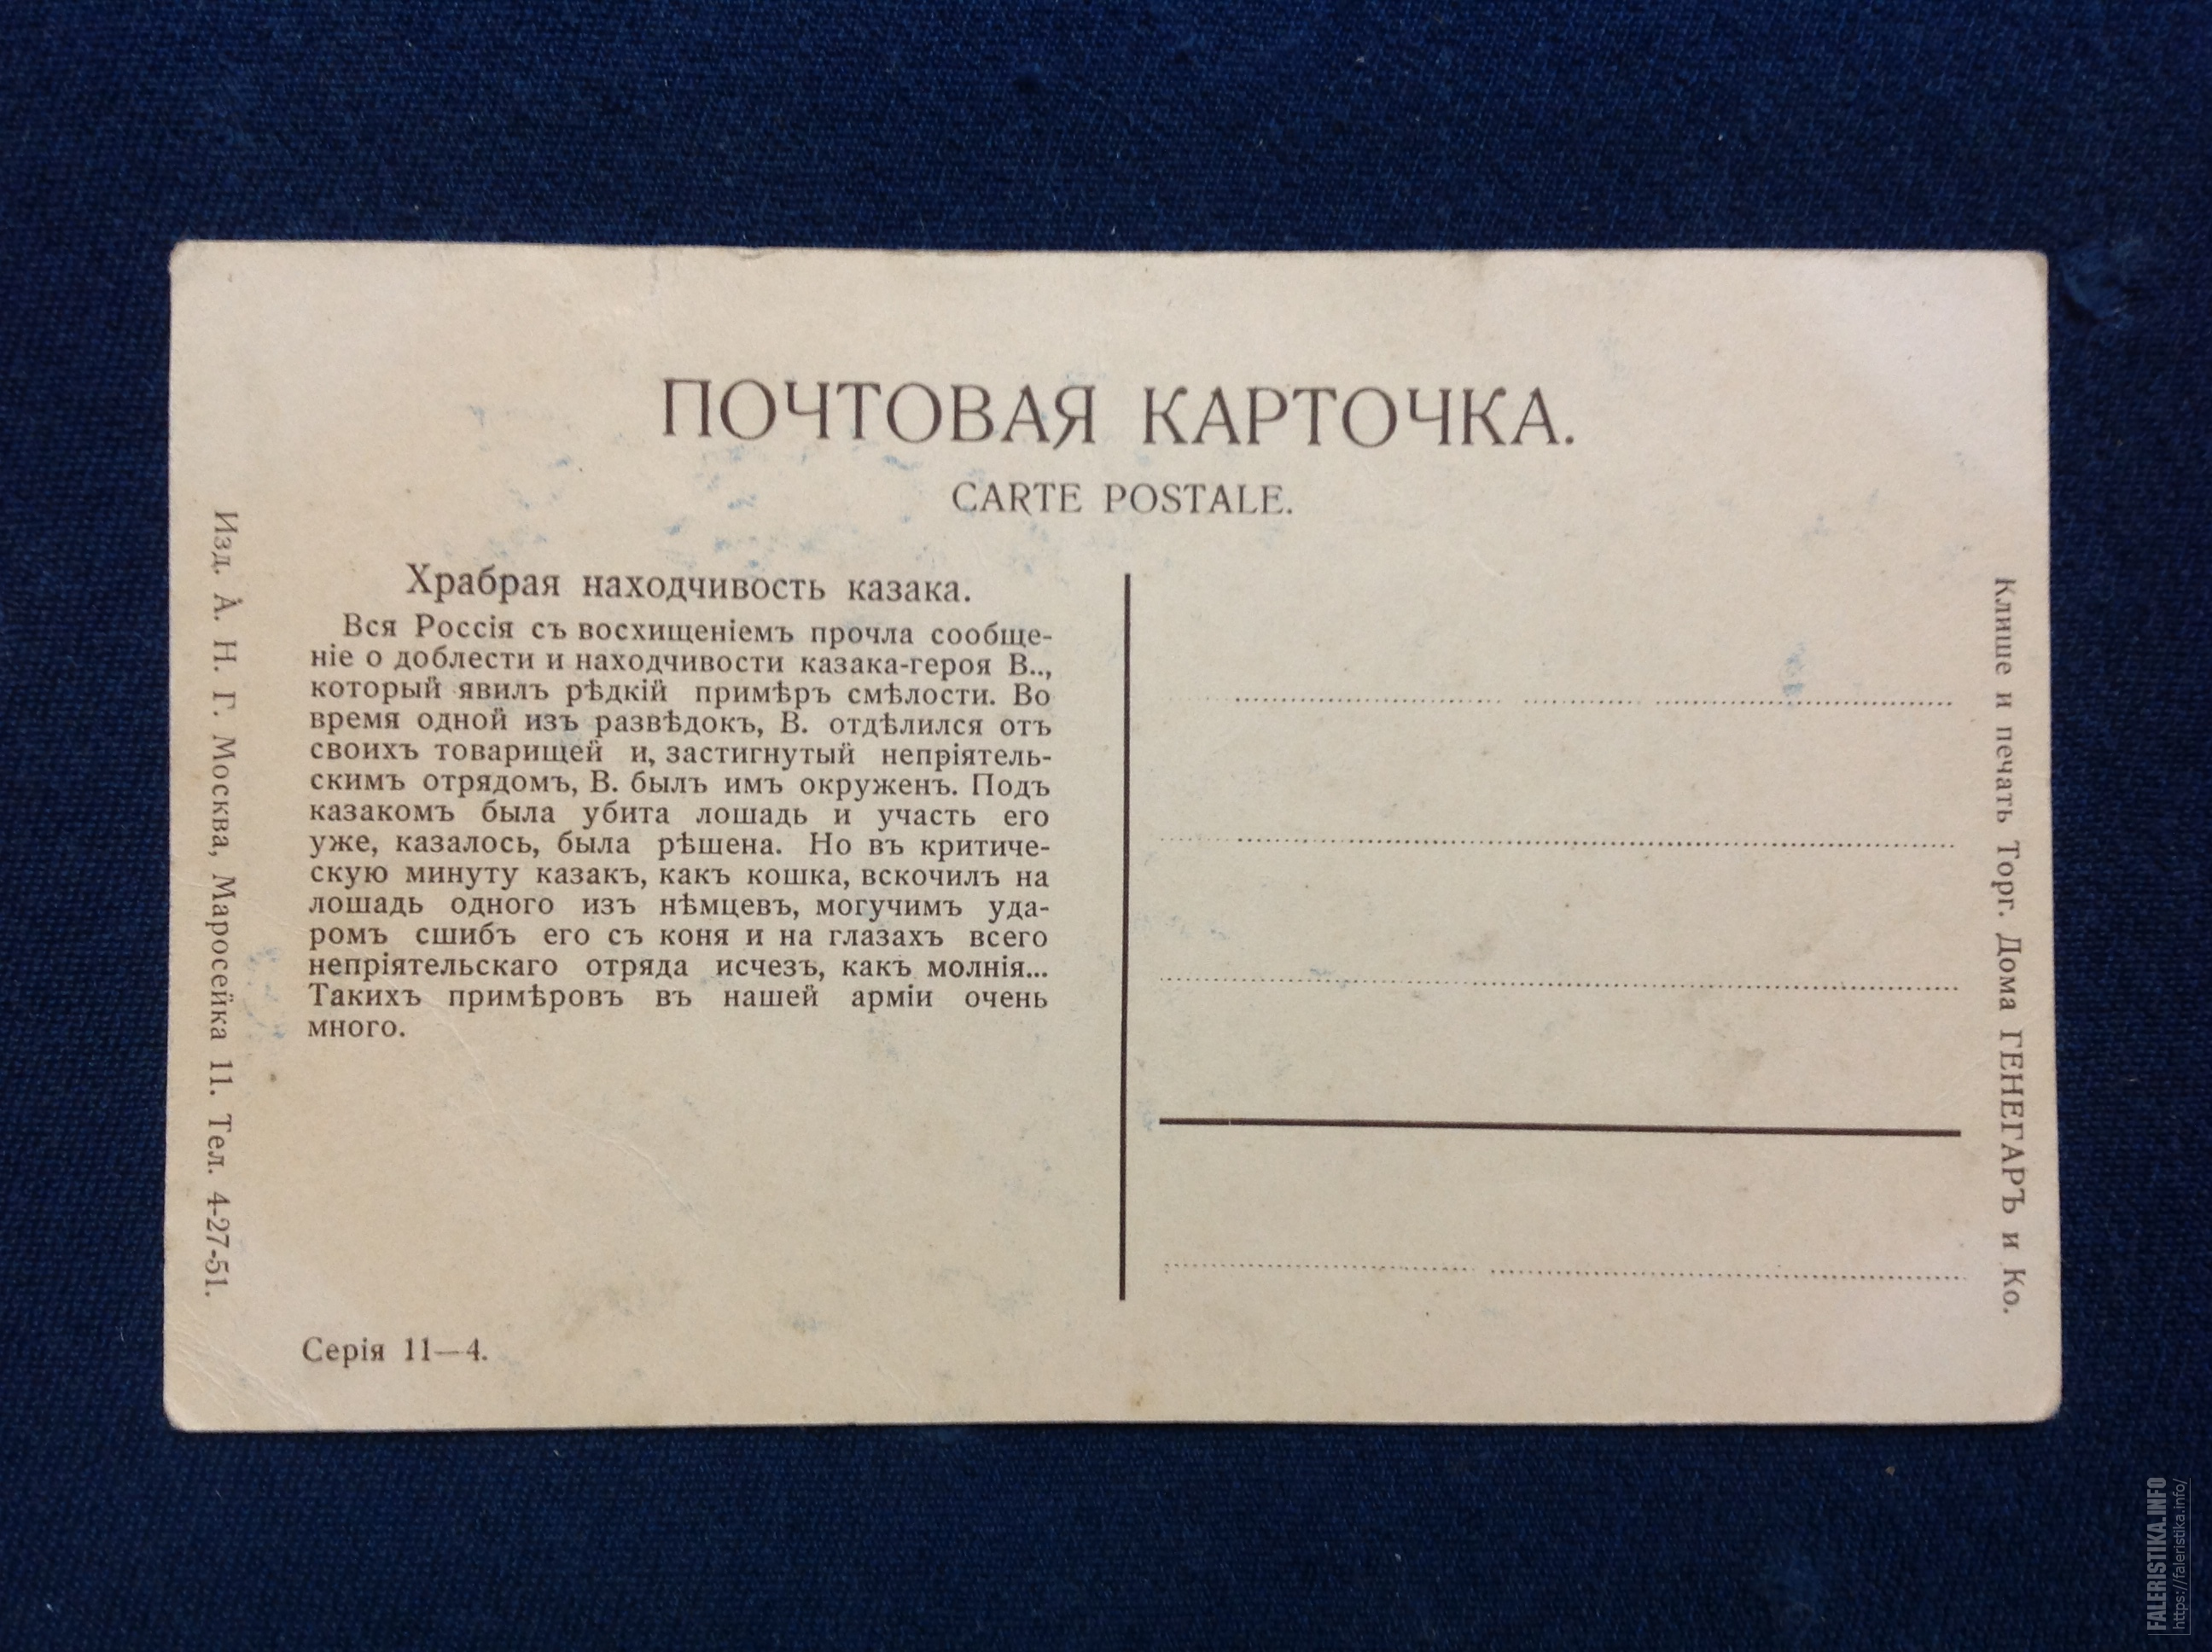 ПОЧТОВАЯ КАРТОЧКА.
CARTE POSTALE.
Изд. А. Н. Г. Москва, Маросейка 11. Тел. 4-27-51.
Храбрая находчивость казака.
Вся Россія съ восхищеніемъ прочла сообще-
ніе о доблести и находчивости казака-героя В..,
который явилъ рѣдкій примѣръ смѣлости. Во
время одной изъ развѣдокъ, В. отдѣлился отъ
своихъ товарищей и, застигнутый непріятель-
скимъ отрядомъ, В. былъ имъ окруженъ. Подъ
казакомъ была убита лошадь и участь его
уже, казалось, была рѣшена. Но въ критиче-
скую минуту казакъ, какъ кошка, вскочилъ на
лошадь одного изъ нѣмцевъ, могучимъ уда-
ромъ сшибъ его съ коня и на глазахъ всего
непріятельскаго отряда исчезъ, какъ молнія...
Такихъ примѣровъ въ нашей арміи очень
много.
Серія 11—4.
Клише и печать Торг. Дома ГЕНЕГАРЪ и Ко.
FALERISTIKA.INFO
https://faleristika.info/